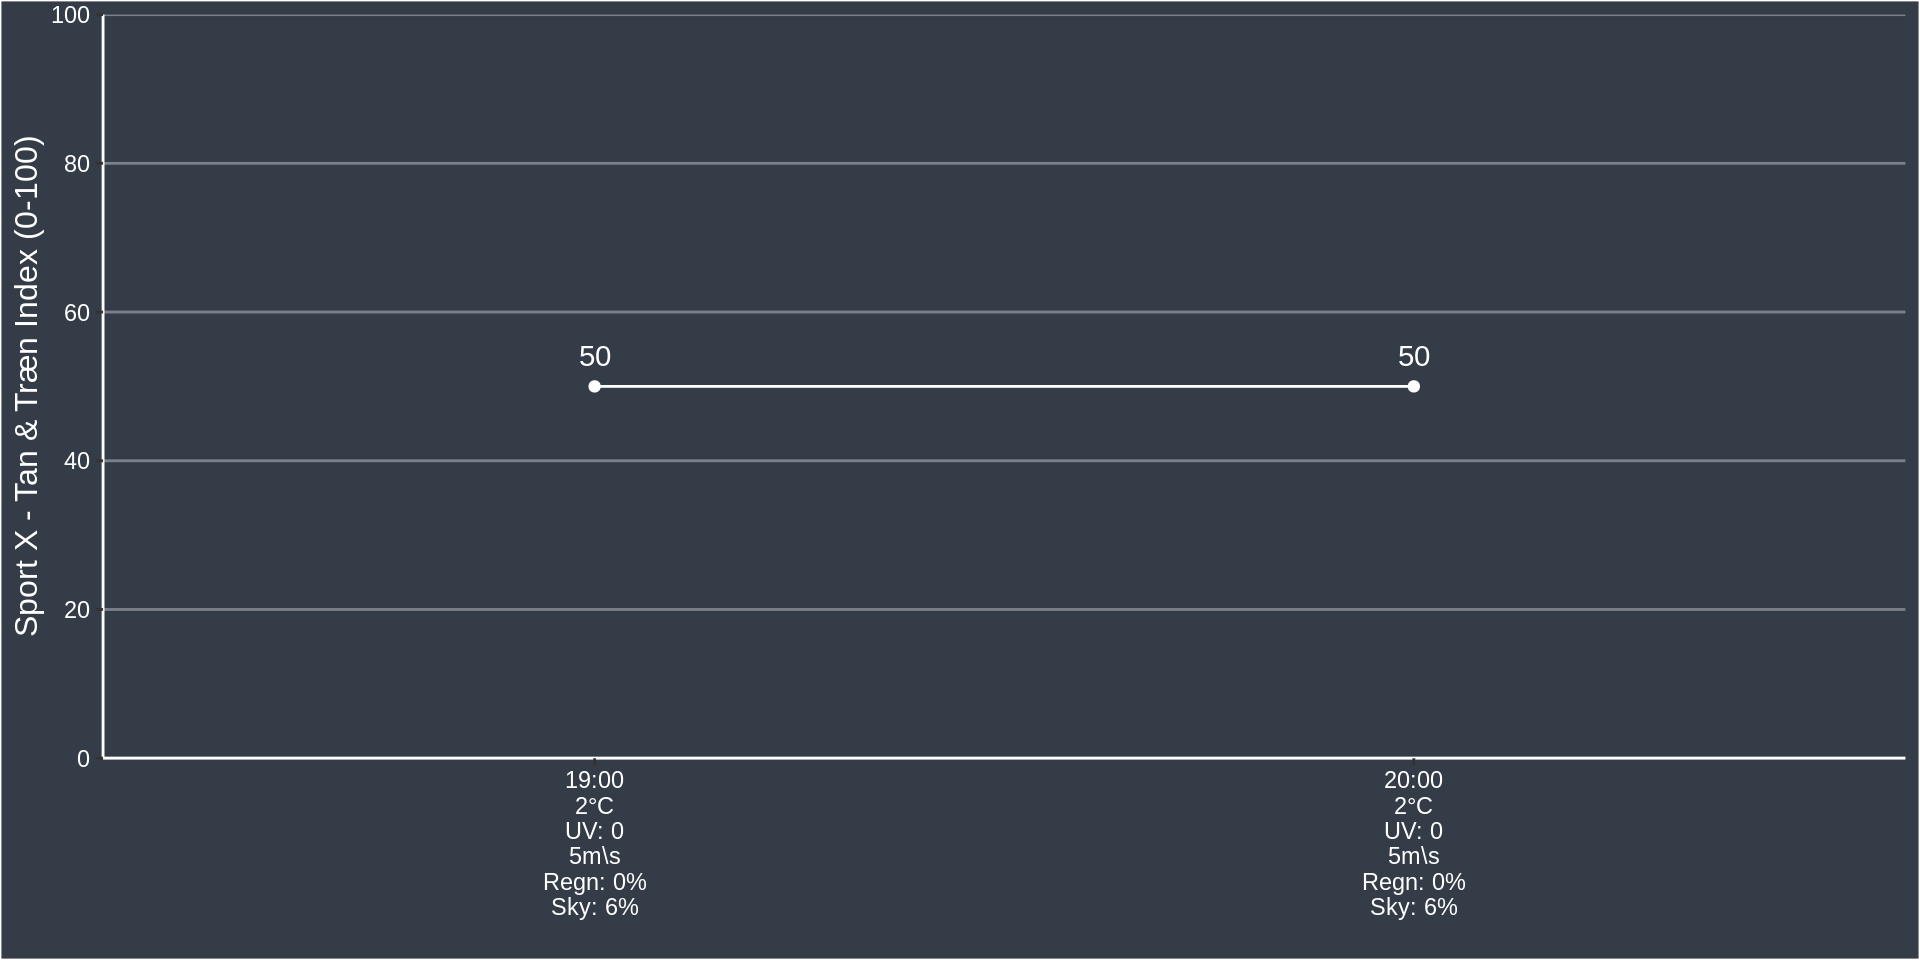 Sport X - Tan & Træn Index (0-100)
100
80
60
40
20
0
50
50
19:00
2°C
UV: 0
5m\s
Regn: 0%
Sky: 6%
20:00
2°C
UV: 0
5m\s
Regn: 0%
Sky: 6%